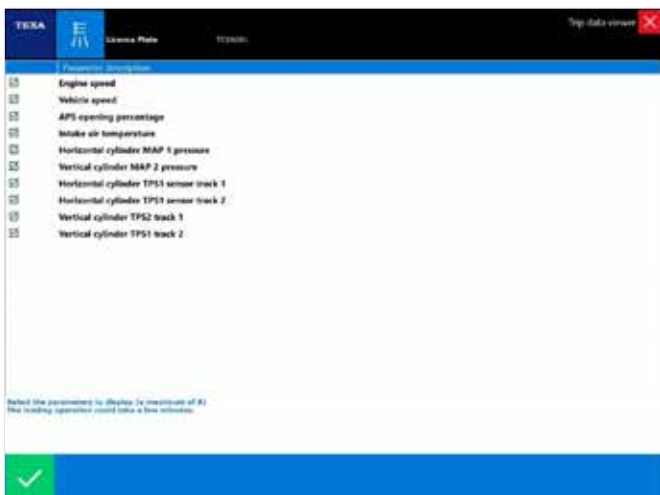 TEXA
Licence Plate
Trip data viewer
Parameter description
Engine speed
Vehicle speed
APS opening percentage
Intake air temperature
Horizontal cylinder MAP 1 pressure
Vertical cylinder MAP 2 pressure
Horizontal cylinder TPS1 sensor track 1
Horizontal cylinder TPS1 sensor track 2
Vertical cylinder TPS2 track 1
Vertical cylinder TPS1 track 2
Select the parameters to display (a maximum of 8)
The loading operation could take a few minutes.